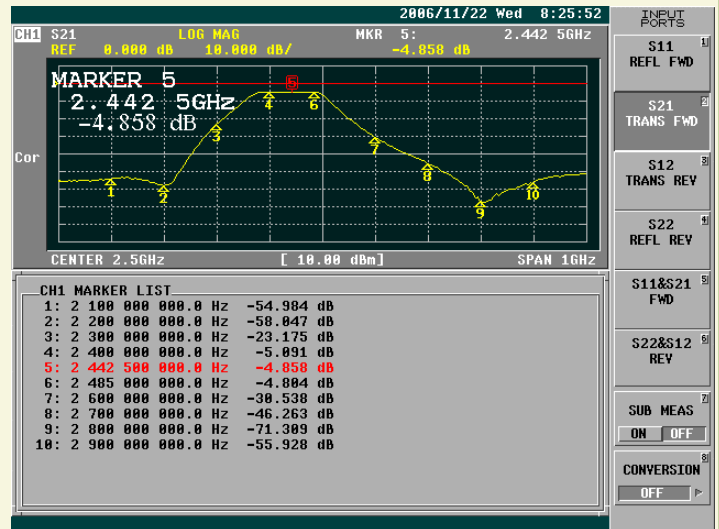 2006/11/22 Wed 8:25:52
CH1 S21 LOG MAG MKR 5: 2.442 5GHz
REF 0.000 dB 10.000 dB/ -4.858 dB
MARKER 5
2.442 5GHz
-4.858 dB
5
4
6
3
7
8
1
2
10
9
Cor
CENTER 2.5GHz [ 10.00 dBm] SPAN 1GHz
CH1 MARKER LIST
1: 2 100 000 000.0 Hz -54.984 dB
2: 2 200 000 000.0 Hz -58.047 dB
3: 2 300 000 000.0 Hz -23.175 dB
4: 2 400 000 000.0 Hz -5.091 dB
5: 2 442 500 000.0 Hz -4.858 dB
6: 2 485 000 000.0 Hz -4.804 dB
7: 2 600 000 000.0 Hz -30.538 dB
8: 2 700 000 000.0 Hz -46.263 dB
9: 2 800 000 000.0 Hz -71.309 dB
10: 2 900 000 000.0 Hz -55.928 dB
INPUT
PORTS
S11 1
REFL FWD
S21 2
TRANS FWD
S12 3
TRANS REV
S22 4
REFL REV
S11&S21 5
FWD
S22&S12 6
REV
7
SUB MEAS
ON OFF
8
CONVERSION
OFF